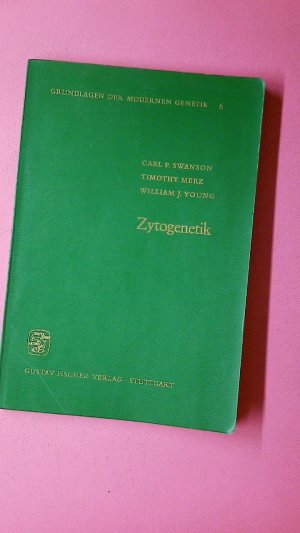 GRUNDLAGEN DER MODERNEN GENETIK 6
CARL P. SWANSON
TIMOTHY MERZ
WILLIAM J. YOUNG
Zytogenetik
GUSTAV FISCHER VERLAG · STUTTGART